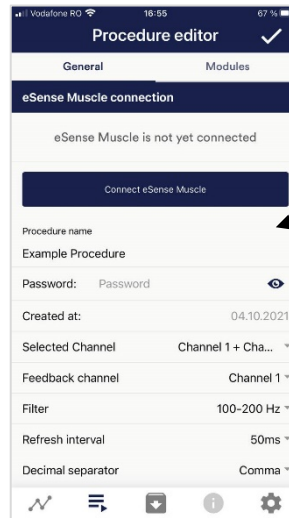 Vodafone RO 16:55 67 %
Procedure editor
General Modules
eSense Muscle connection
eSense Muscle is not yet connected
Connect eSense Muscle
Procedure name
Example Procedure
Password: Password
Created at: 04.10.2021
Selected Channel Channel 1 + Cha...
Feedback channel Channel 1
Filter 100-200 Hz
Refresh interval 50ms
Decimal separator Comma